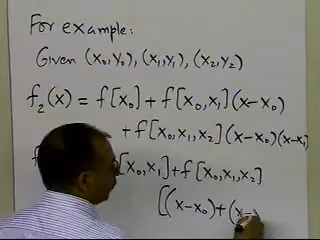 For example:
Given (x₀,y₀), (x₁,y₁), (x₂,y₂)
f₂(x) = f[x₀] + f[x₀,x₁](x-x₀)
+ f[x₀,x₁,x₂](x-x₀)(x-x₁)
[x₀,x₁] + f[x₀,x₁,x₂]
[(x-x₀)+(x-